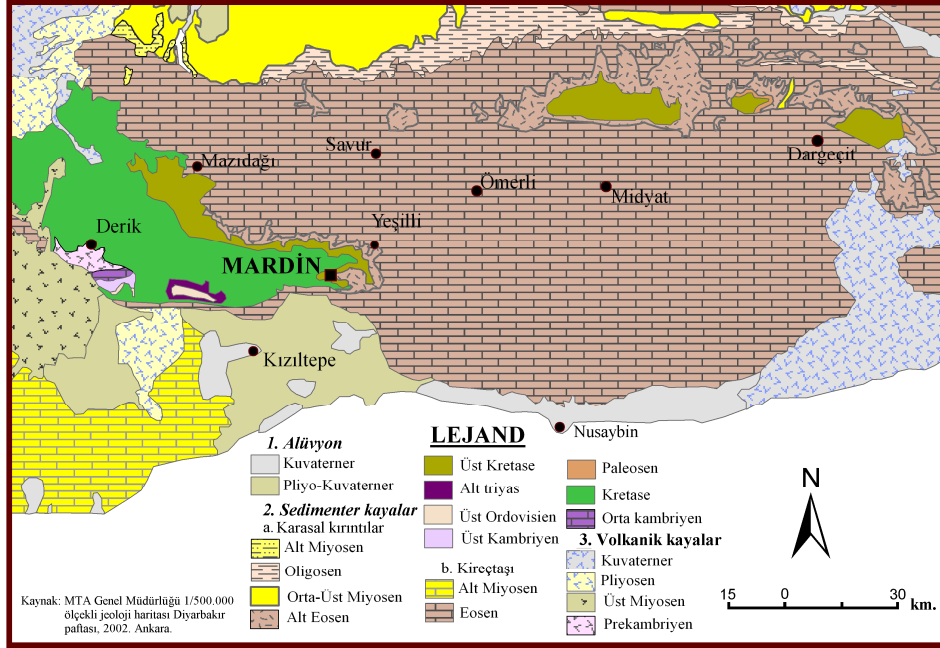 Mazıdağı
Savur
Dargeçit
Ömerli
Midyat
Derik
Yeşilli
MARDİN
Kızıltepe
Nusaybin
LEJAND
1. Alüvyon
Kuvaterner
Pliyo-Kuvaterner
2. Sedimenter kayalar
a. Karasal kırıntılar
Alt Miyosen
Oligosen
Orta-Üst Miyosen
Alt Eosen
Üst Kretase
Alt triyas
Üst Ordovisien
Üst Kambriyen
b. Kireçtaşı
Alt Miyosen
Eosen
Paleosen
Kretase
Orta kambriyen
3. Volkanik kayalar
Kuvaterner
Pliyosen
Üst Miyosen
Prekambriyen
N
15 0 30 km.
Kaynak: MTA Genel Müdürlüğü 1/500.000
ölçekli jeoloji haritası Diyarbakır
paftası, 2002. Ankara.